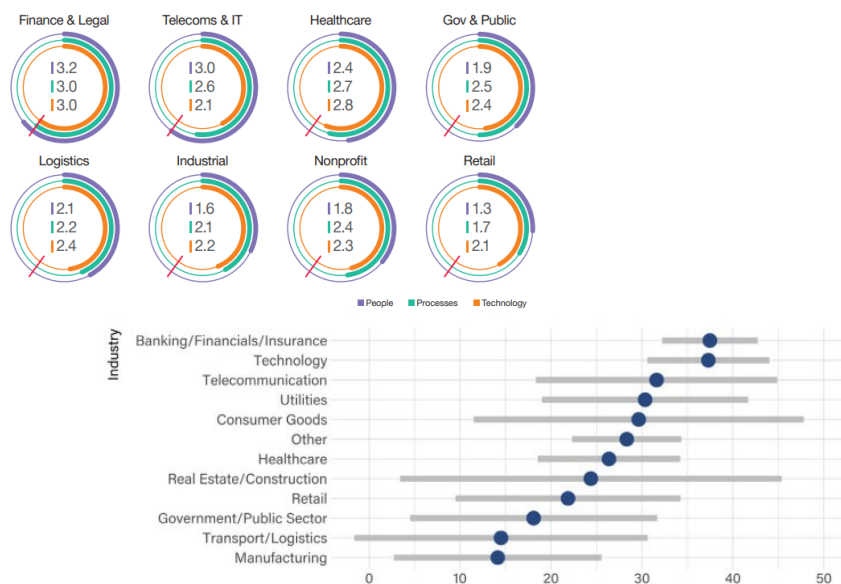 Finance & Legal
3.2
3.0
3.0
Telecoms & IT
3.0
2.6
2.1
Healthcare
2.4
2.7
2.8
Gov & Public
1.9
2.5
2.4
Logistics
2.1
2.2
2.4
Industrial
1.6
2.1
2.2
Nonprofit
1.8
2.4
2.3
Retail
1.3
1.7
2.1
People
Processes
Technology
Industry
Banking/Financials/Insurance
Technology
Telecommunication
Utilities
Consumer Goods
Other
Healthcare
Real Estate/Construction
Retail
Government/Public Sector
Transport/Logistics
Manufacturing
0 10 20 30 40 50